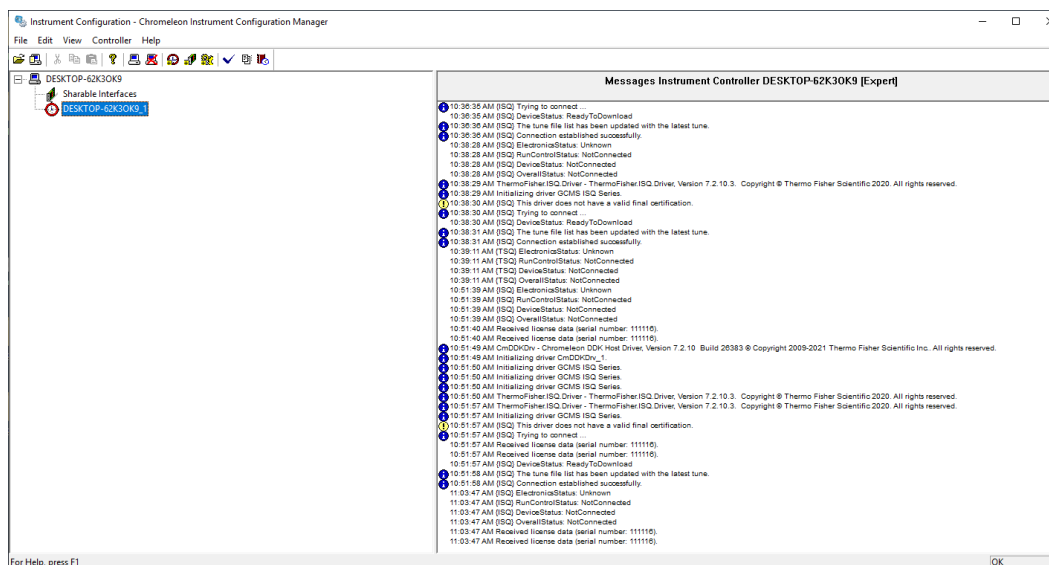 Instrument Configuration - Chromeleon Instrument Configuration Manager
File Edit View Controller Help
DESKTOP-62K3OK9
Sharable Interfaces
DESKTOP-62K3OK9_1
Messages Instrument Controller DESKTOP-62K3OK9 [Expert]
10:36:35 AM {ISQ} Trying to connect ...
10:36:35 AM {ISQ} DeviceStatus: ReadyToDownload
10:36:36 AM {ISQ} The tune file list has been updated with the latest tune.
10:36:36 AM {ISQ} Connection established successfully.
10:38:28 AM {ISQ} ElectronicsStatus: Unknown
10:38:28 AM {ISQ} RunControlStatus: NotConnected
10:38:28 AM {ISQ} DeviceStatus: NotConnected
10:38:28 AM {ISQ} OverallStatus: NotConnected
10:38:29 AM ThermoFisher.ISQ.Driver - ThermoFisher.ISQ.Driver, Version 7.2.10.3. Copyright © Thermo Fisher Scientific 2020. All rights reserved.
10:38:29 AM Initializing driver GCMS ISQ Series.
10:38:30 AM {ISQ} This driver does not have a valid final certification.
10:38:30 AM {ISQ} Trying to connect ...
10:38:30 AM {ISQ} DeviceStatus: ReadyToDownload
10:38:31 AM {ISQ} The tune file list has been updated with the latest tune.
10:38:31 AM {ISQ} Connection established successfully.
10:39:11 AM {TSQ} ElectronicsStatus: Unknown
10:39:11 AM {TSQ} RunControlStatus: NotConnected
10:39:11 AM {TSQ} DeviceStatus: NotConnected
10:39:11 AM {TSQ} OverallStatus: NotConnected
10:51:39 AM {ISQ} ElectronicsStatus: Unknown
10:51:39 AM {ISQ} RunControlStatus: NotConnected
10:51:39 AM {ISQ} DeviceStatus: NotConnected
10:51:39 AM {ISQ} OverallStatus: NotConnected
10:51:40 AM Received license data (serial number: 111116).
10:51:40 AM Received license data (serial number: 111116).
10:51:49 AM CmDDKDrv - Chromeleon DDK Host Driver, Version 7.2.10 Build 26383 © Copyright 2009-2021 Thermo Fisher Scientific Inc. All rights reserved.
10:51:49 AM Initializing driver CmDDKDrv_1.
10:51:50 AM Initializing driver GCMS ISQ Series.
10:51:50 AM Initializing driver GCMS ISQ Series.
10:51:50 AM Initializing driver GCMS ISQ Series.
10:51:50 AM ThermoFisher.ISQ.Driver - ThermoFisher.ISQ.Driver, Version 7.2.10.3. Copyright © Thermo Fisher Scientific 2020. All rights reserved.
10:51:57 AM ThermoFisher.ISQ.Driver - ThermoFisher.ISQ.Driver, Version 7.2.10.3. Copyright © Thermo Fisher Scientific 2020. All rights reserved.
10:51:57 AM Initializing driver GCMS ISQ Series.
10:51:57 AM {ISQ} This driver does not have a valid final certification.
10:51:57 AM {ISQ} Trying to connect ...
10:51:57 AM Received license data (serial number: 111116).
10:51:57 AM Received license data (serial number: 111116).
10:51:57 AM {ISQ} DeviceStatus: ReadyToDownload
10:51:58 AM {ISQ} The tune file list has been updated with the latest tune.
10:51:58 AM {ISQ} Connection established successfully.
11:03:47 AM {ISQ} ElectronicsStatus: Unknown
11:03:47 AM {ISQ} RunControlStatus: NotConnected
11:03:47 AM {ISQ} DeviceStatus: NotConnected
11:03:47 AM {ISQ} OverallStatus: NotConnected
11:03:47 AM Received license data (serial number: 111116).
11:03:47 AM Received license data (serial number: 111116).
For Help, press F1
OK